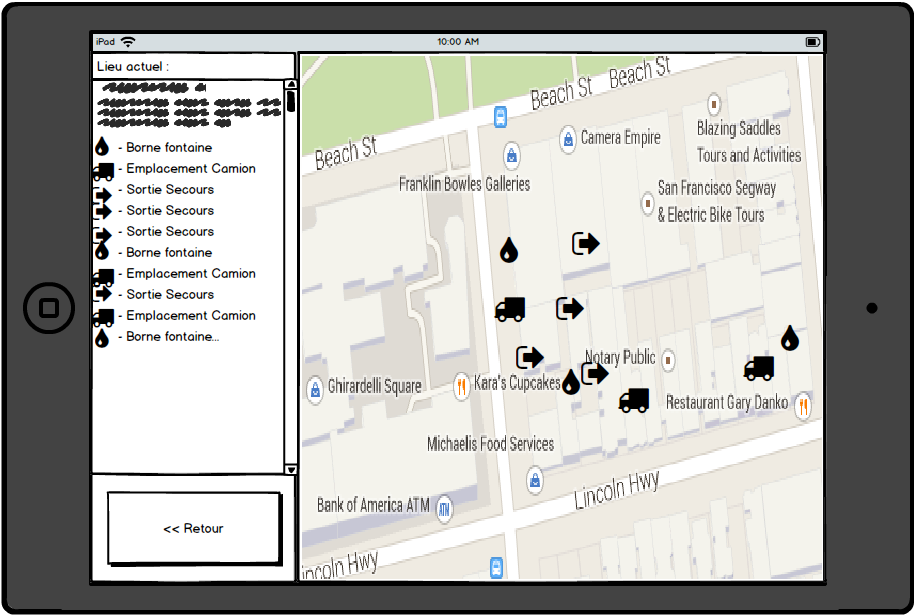 iPad
10:00 AM
Lieu actuel :
- Borne fontaine
- Emplacement Camion
- Sortie Secours
- Sortie Secours
- Sortie Secours
- Borne fontaine
- Emplacement Camion
- Sortie Secours
- Emplacement Camion
- Borne fontaine...
<< Retour
Beach St
Beach St
Beach St
Camera Empire
Blazing Saddles
Tours and Activities
Franklin Bowles Galleries
San Francisco Segway
& Electric Bike Tours
Notary Public
Ghirardelli Square
Kara's Cupcakes
Restaurant Gary Danko
Michaelis Food Services
Lincoln Hwy
Bank of America ATM
ATM
incoln Hwy